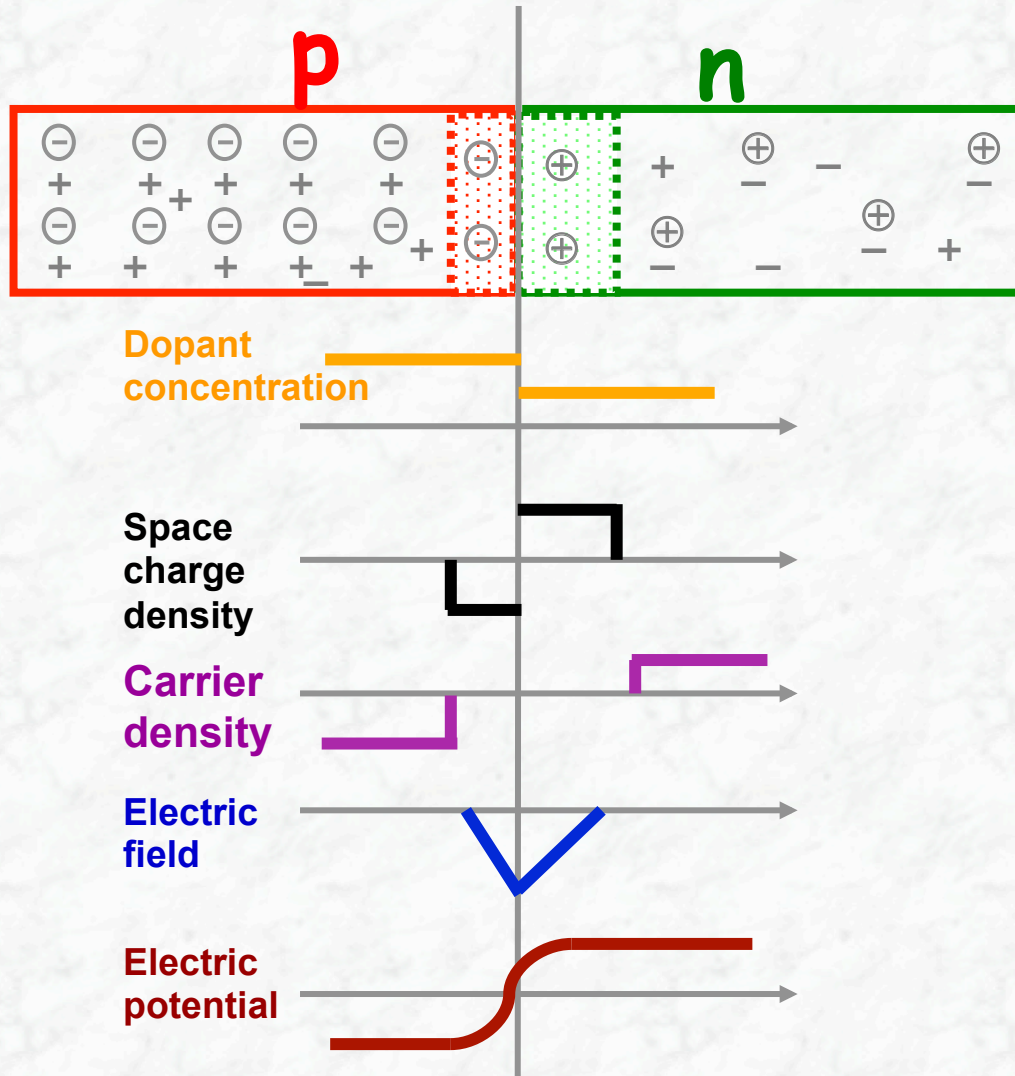 p
n
Dopant
concentration
Space
charge
density
Carrier
density
Electric
field
Electric
potential